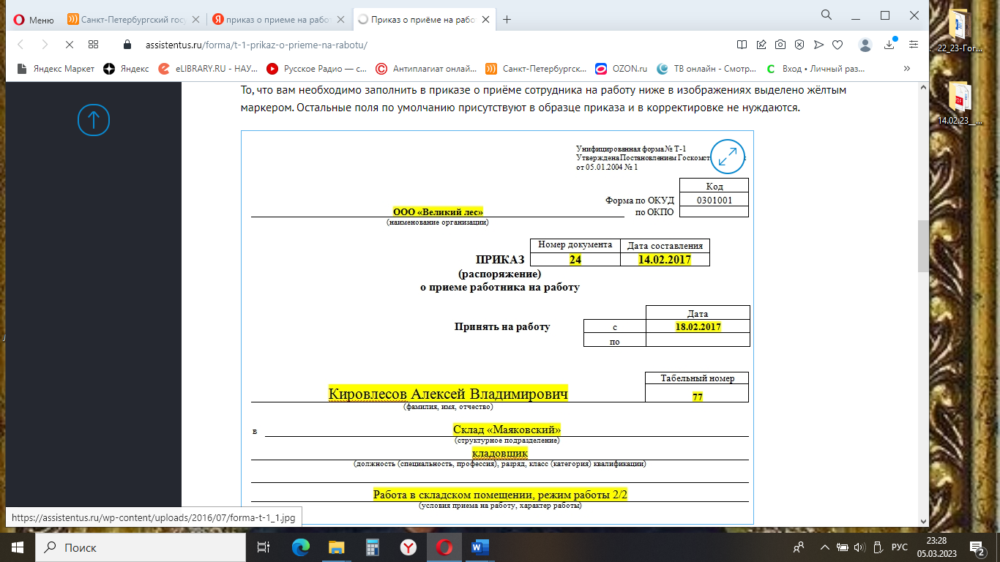 Меню
Санкт-Петербургский госу
приказ о приеме на работ
Приказ о приёме на рабо
assistentus.ru/forma/t-1-prikaz-o-prieme-na-rabotu/
Яндекс Маркет
Яндекс
eLIBRARY.RU - НАУ...
Русское Радио — с...
Антиплагиат онлай...
Санкт-Петербургск...
OZON.ru
ТВ онлайн - Смотр...
Вход • Личный раз...
22_23-Гог...
14.02.23__...
То, что вам необходимо заполнить в приказе о приёме сотрудника на работу ниже в изображениях выделено жёлтым
маркером. Остальные поля по умолчанию присутствуют в образце приказа и в корректировке не нуждаются.
Унифицированная форма № Т-1
Утверждена Постановлением Госкомст
от 05.01.2004 № 1
Код
Форма по ОКУД 0301001
ООО «Великий лес» по ОКПО
(наименование организации)
Номер документа Дата составления
ПРИКАЗ 24 14.02.2017
(распоряжение)
о приеме работника на работу
Дата
Принять на работу с 18.02.2017
по
Табельный номер
Кировлесов Алексей Владимирович 77
(фамилия, имя, отчество)
в Склад «Маяковский»
(структурное подразделение)
кладовщик
(должность (специальность, профессия), разряд, класс (категория) квалификации)
Работа в складском помещении, режим работы 2/2
(условия приема на работу, характер работы)
https://assistentus.ru/wp-content/uploads/2016/07/forma-t-1_1.jpg
Поиск
РУС
23:28
05.03.2023
2